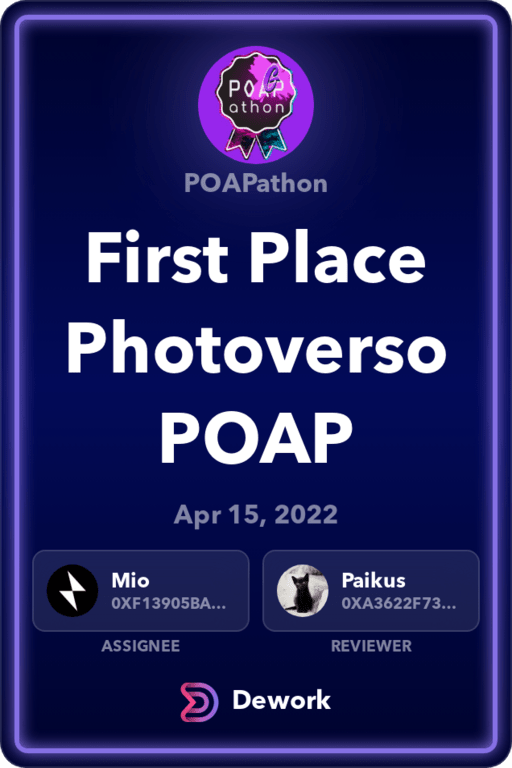 POAP
athon
POAPathon
First Place
Photoverso
POAP
Apr 15, 2022
Mio
0XF13905BA...
Paikus
0XA3622F73...
ASSIGNEE
REVIEWER
Dework